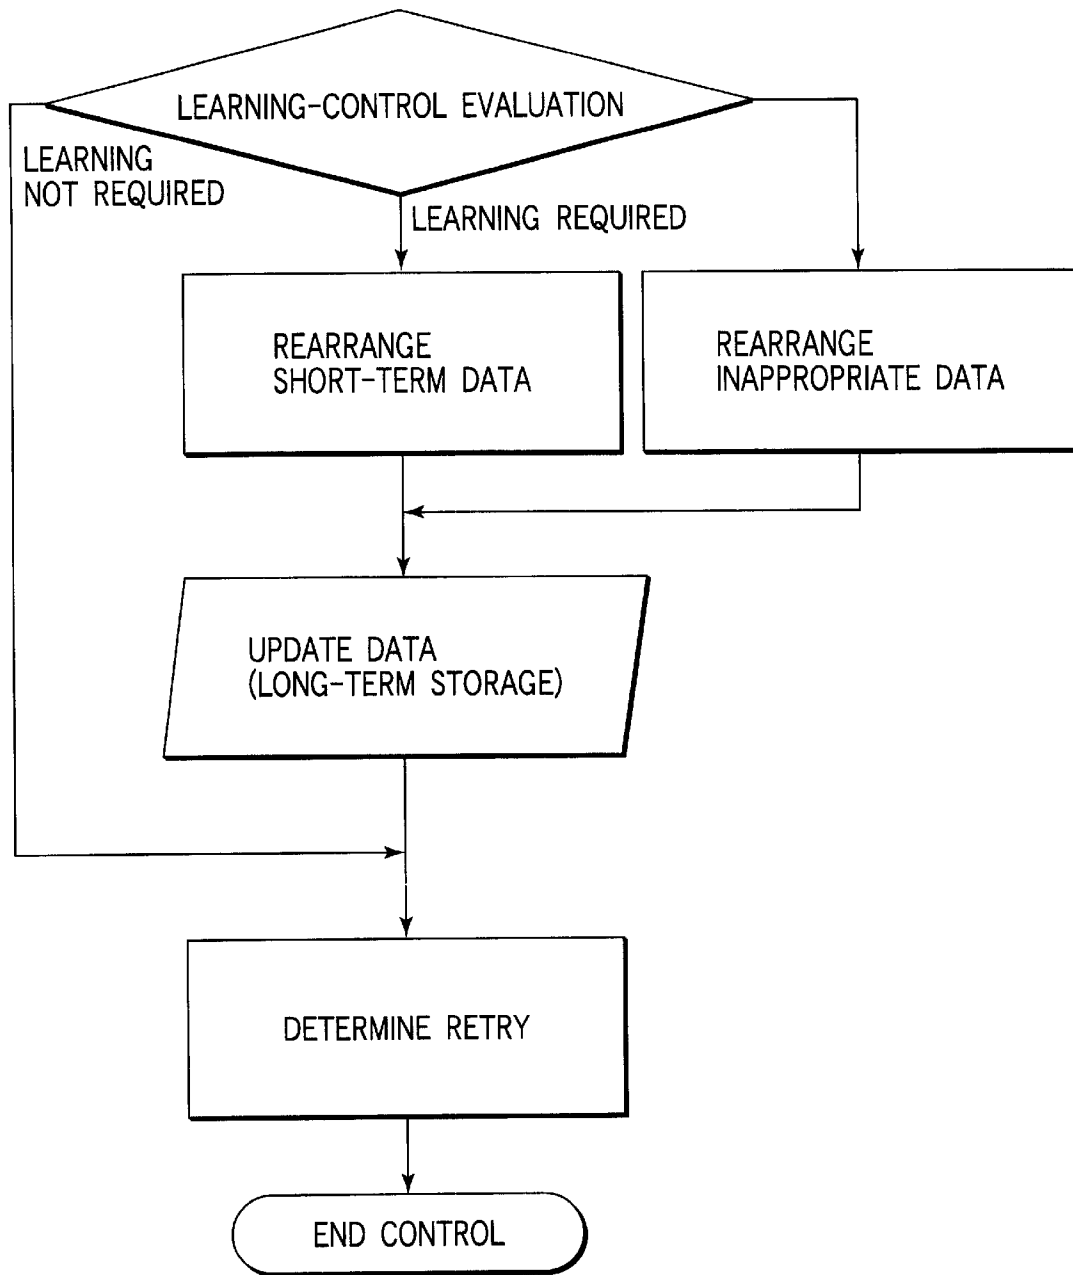 LEARNING-CONTROL EVALUATION
LEARNING
NOT REQUIRED
LEARNING REQUIRED
REARRANGE
SHORT-TERM DATA
REARRANGE
INAPPROPRIATE DATA
UPDATE DATA
(LONG-TERM STORAGE)
DETERMINE RETRY
END CONTROL